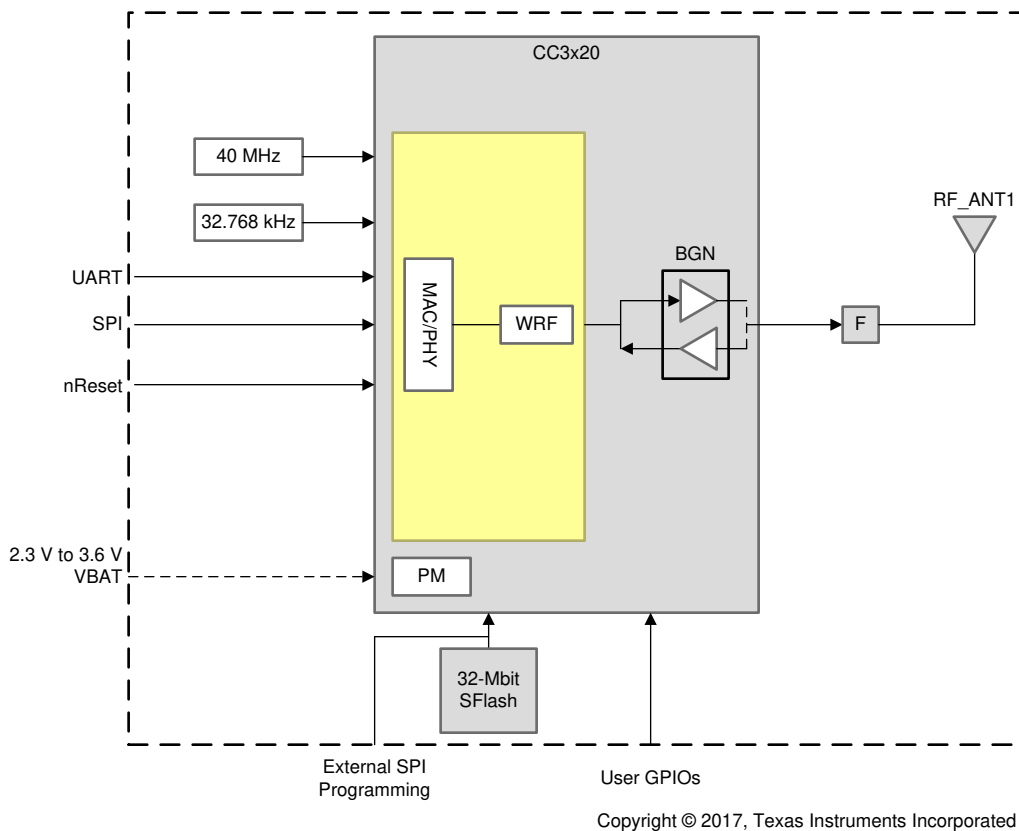 CC3x20
40 MHz
32.768 kHz
RF_ANT1
BGN
UART
MAC/PHY
SPI
WRF
F
nReset
2.3 V to 3.6 V
VBAT
PM
32-Mbit
SFlash
External SPI
Programming
User GPIOs
Copyright © 2017, Texas Instruments Incorporated